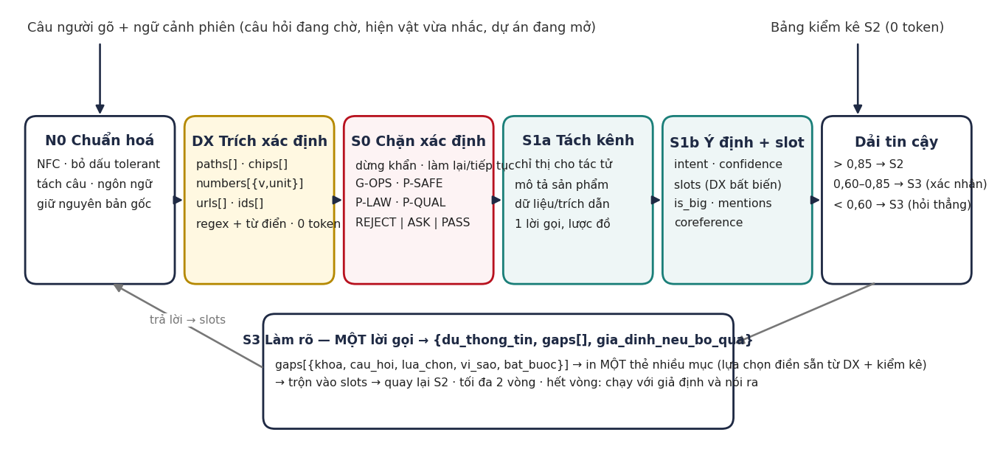 Câu người gõ + ngữ cảnh phiên (câu hỏi đang chờ, hiện vật vừa nhắc, dự án đang mở)
Bảng kiểm kê S2 (0 token)
N0 Chuẩn hoá
NFC · bỏ dấu tolerant
tách câu · ngôn ngữ
giữ nguyên bản gốc
DX Trích xác định
paths[] · chips[]
numbers[{v,unit}]
urls[] · ids[]
regex + từ điển · 0 token
S0 Chặn xác định
dừng khẩn · làm lại/tiếp tục
G-OPS · P-SAFE
P-LAW · P-QUAL
REJECT | ASK | PASS
S1a Tách kênh
chỉ thị cho tác tử
mô tả sản phẩm
dữ liệu/trích dẫn
1 lời gọi, lược đồ
S1b Ý định + slot
intent · confidence
slots (DX bất biến)
is_big · mentions
coreference
Dải tin cậy
> 0,85 → S2
0,60–0,85 → S3 (xác nhận)
< 0,60 → S3 (hỏi thẳng)
trả lời → slots
S3 Làm rõ — MỘT lời gọi → {du_thong_tin, gaps[], gia_dinh_neu_bo_qua}
gaps[{khoa, cau_hoi, lua_chon, vi_sao, bat_buoc}] → in MỘT thẻ nhiều mục (lựa chọn điền sẵn từ DX + kiểm kê)
→ trộn vào slots → quay lại S2 · tối đa 2 vòng · hết vòng: chạy với giả định và nói ra